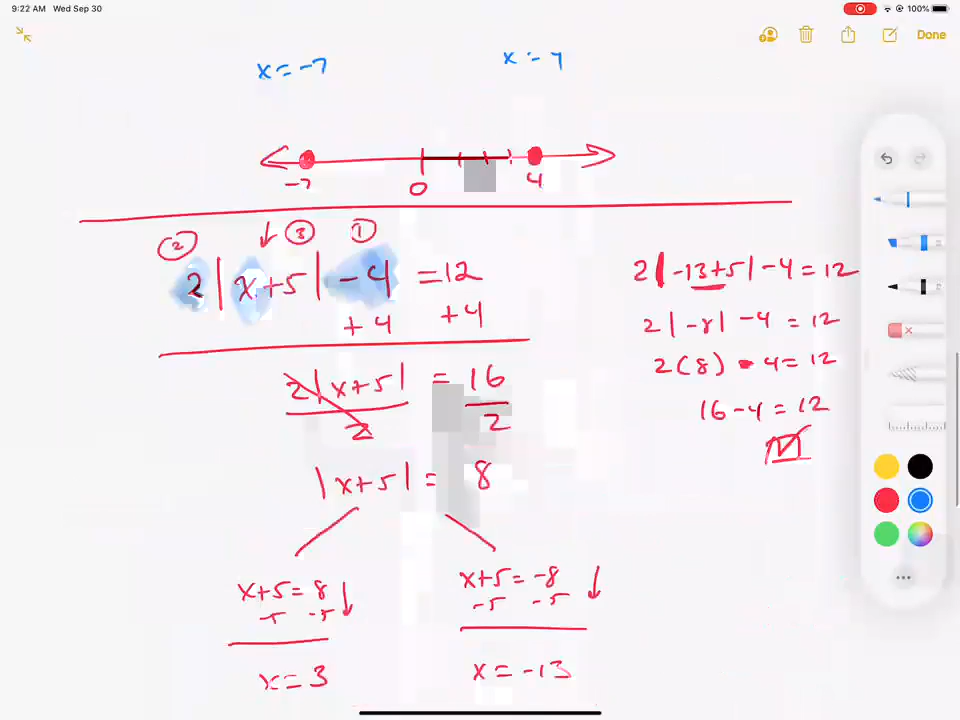 9:22 AM Wed Sep 30
100%
Done
x = -7
x = 4
-7 0 4
② ③ ①
2|x+5| -4 = 12
+4 +4
2|x+5| = 16
2 2
|x+5| = 8
x+5 = 8
-5 -5
x = 3
x+5 = -8
-5 -5
x = -13
2|-13+5| -4 = 12
2|-8| -4 = 12
2(8) - 4 = 12
16 - 4 = 12